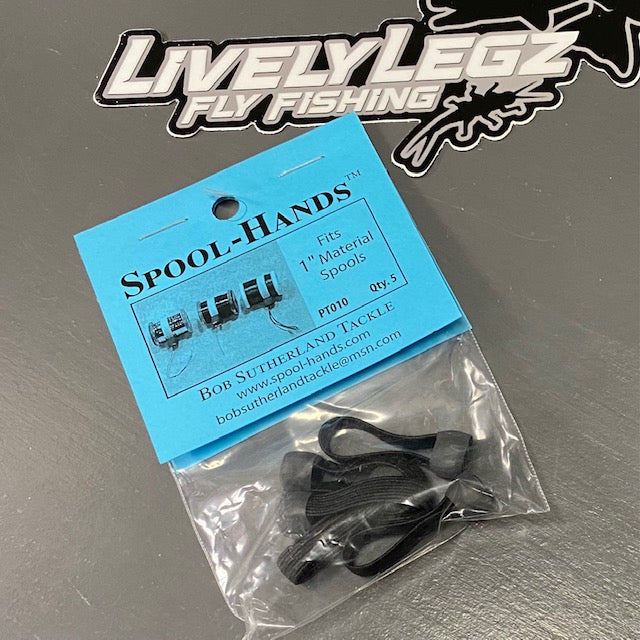 LIVELYLEGZ
FLY FISHING
SPOOL-HANDS™
Fits
1" Material
Spools
PT010 Qty. 5
BOB SUTHERLAND TACKLE
www.spool-hands.com
bobsutherlandtackle@msn.com